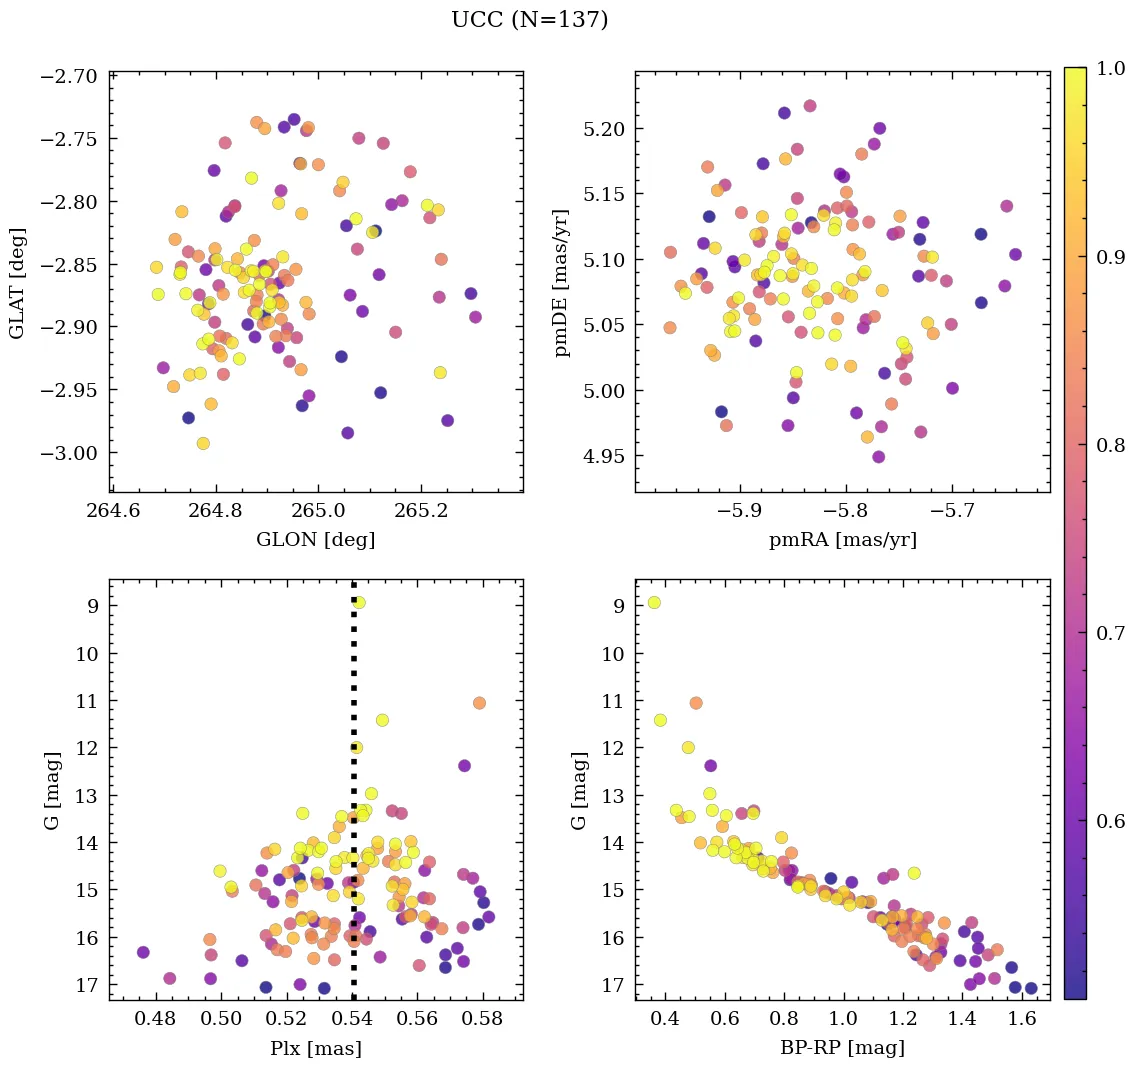 UCC (N=137)
−2.70
−2.75
−2.80
−2.85
−2.90
−2.95
−3.00
GLAT [deg]
264.6 264.8 265.0 265.2
GLON [deg]
5.20
5.15
5.10
5.05
5.00
4.95
pmDE [mas/yr]
−5.9 −5.8 −5.7
pmRA [mas/yr]
9
10
11
12
13
14
15
16
17
G [mag]
0.48 0.50 0.52 0.54 0.56 0.58
Plx [mas]
9
10
11
12
13
14
15
16
17
G [mag]
0.4 0.6 0.8 1.0 1.2 1.4 1.6
BP-RP [mag]
1.0
0.9
0.8
0.7
0.6